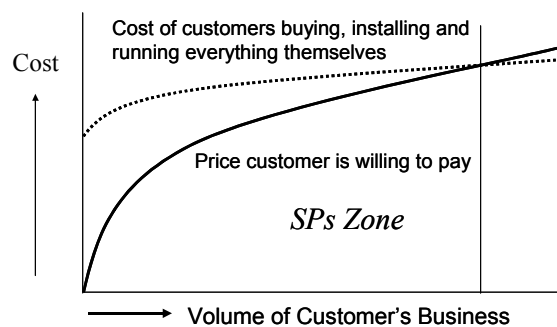 Cost of customers buying, installing and
running everything themselves
Cost
Price customer is willing to pay
SPs Zone
Volume of Customer's Business